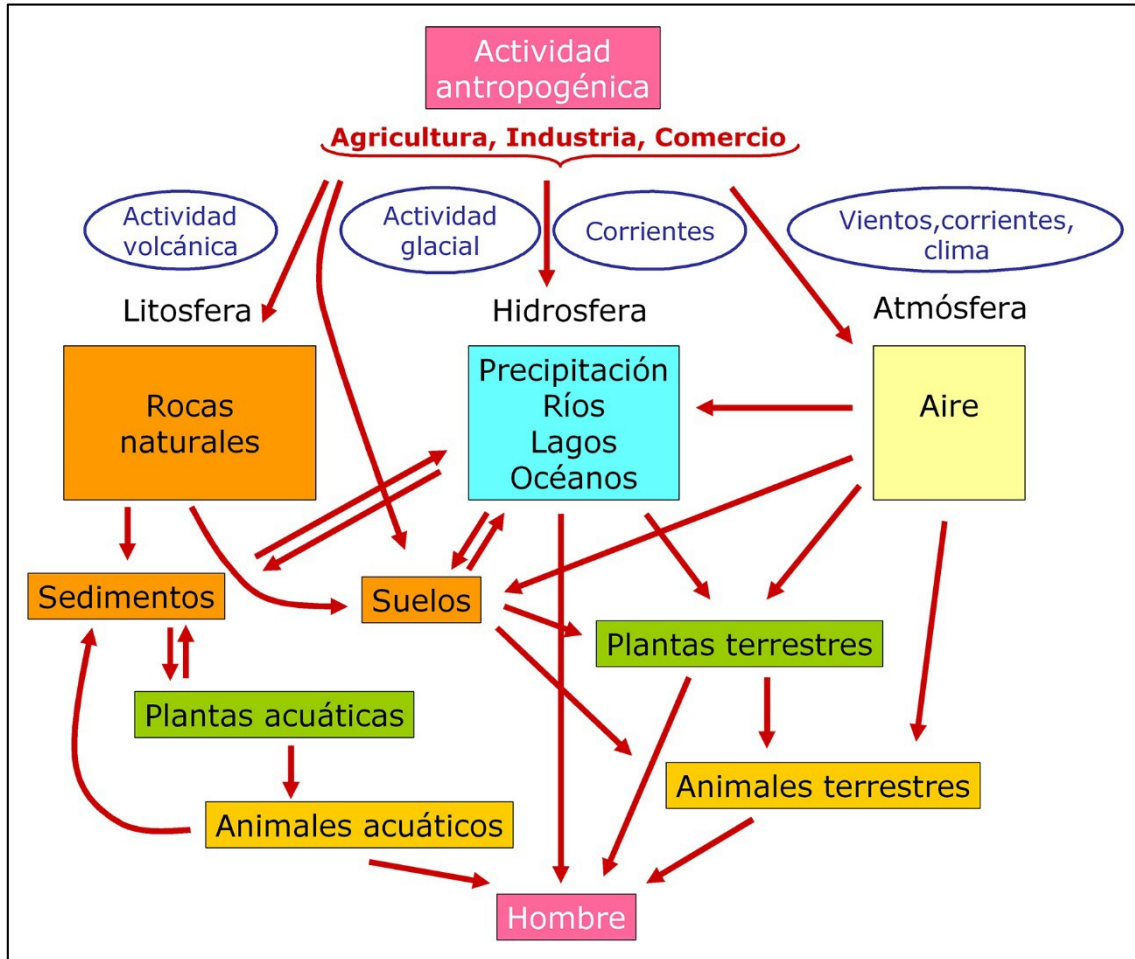 Actividad
antropogénica
Agricultura, Industria, Comercio
Actividad
volcánica
Actividad
glacial
Corrientes
Vientos,corrientes,
clima
Litosfera
Hidrosfera
Atmósfera
Rocas
naturales
Precipitación
Ríos
Lagos
Océanos
Aire
Sedimentos
Suelos
Plantas terrestres
Plantas acuáticas
Animales terrestres
Animales acuáticos
Hombre